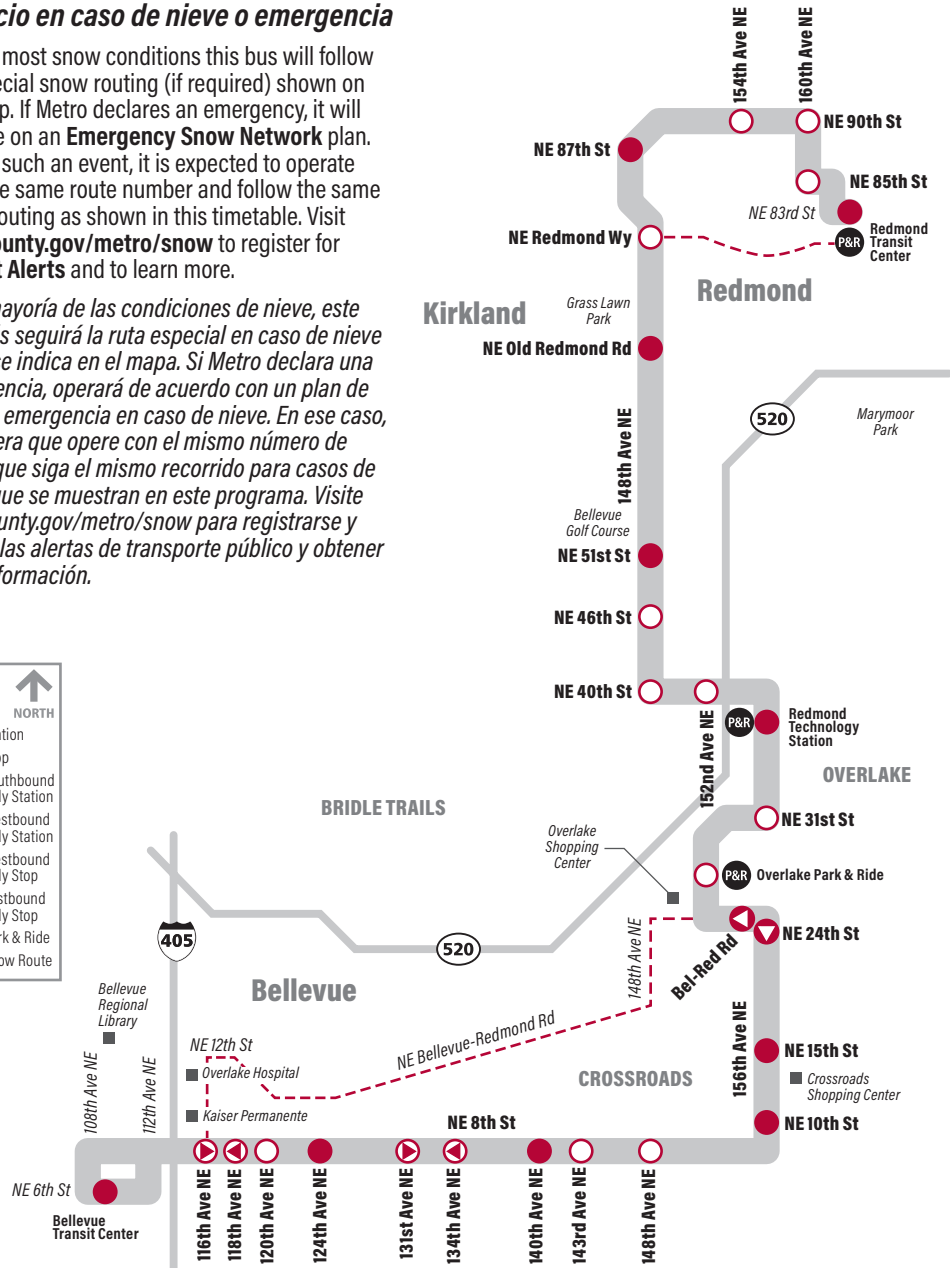 cio en caso de nieve o emergencia
most snow conditions this bus will follow
ecial snow routing (if required) shown on
p. If Metro declares an emergency, it will
e on an Emergency Snow Network plan.
such an event, it is expected to operate
e same route number and follow the same
outing as shown in this timetable. Visit
ounty.gov/metro/snow to register for
t Alerts and to learn more.
ayoría de las condiciones de nieve, este
s seguirá la ruta especial en caso de nieve
se indica en el mapa. Si Metro declara una
encia, operará de acuerdo con un plan de
emergencia en caso de nieve. En ese caso,
era que opere con el mismo número de
que siga el mismo recorrido para casos de
que se muestran en este programa. Visite
unty.gov/metro/snow para registrarse y
las alertas de transporte público y obtener
formación.
154th Ave NE
160th Ave NE
NE 90th St
NE 87th St
NE 85th St
NE 83rd St
Redmond
Transit
Center
P&R
NE Redmond Wy
Redmond
Kirkland
Grass Lawn
Park
NE Old Redmond Rd
520
Marymoor
Park
148th Ave NE
Bellevue
Golf Course
NE 51st St
NE 46th St
NE 40th St
152nd Ave NE
P&R
Redmond
Technology
Station
OVERLAKE
BRIDLE TRAILS
NE 31st St
Overlake
Shopping
Center
P&R
Overlake Park & Ride
Bel-Red Rd
NE 24th St
148th Ave NE
NORTH
ation
op
uthbound
ly Station
estbound
ly Station
estbound
ly Stop
stbound
ly Stop
rk & Ride
ow Route
405
520
Bellevue
Bellevue
Regional
Library
NE 12th St
Overlake Hospital
Kaiser Permanente
NE Bellevue-Redmond Rd
CROSSROADS
156th Ave NE
NE 15th St
Crossroads
Shopping Center
NE 10th St
108th Ave NE
112th Ave NE
NE 8th St
NE 6th St
Bellevue
Transit Center
116th Ave NE
118th Ave NE
120th Ave NE
124th Ave NE
131st Ave NE
134th Ave NE
140th Ave NE
143rd Ave NE
148th Ave NE